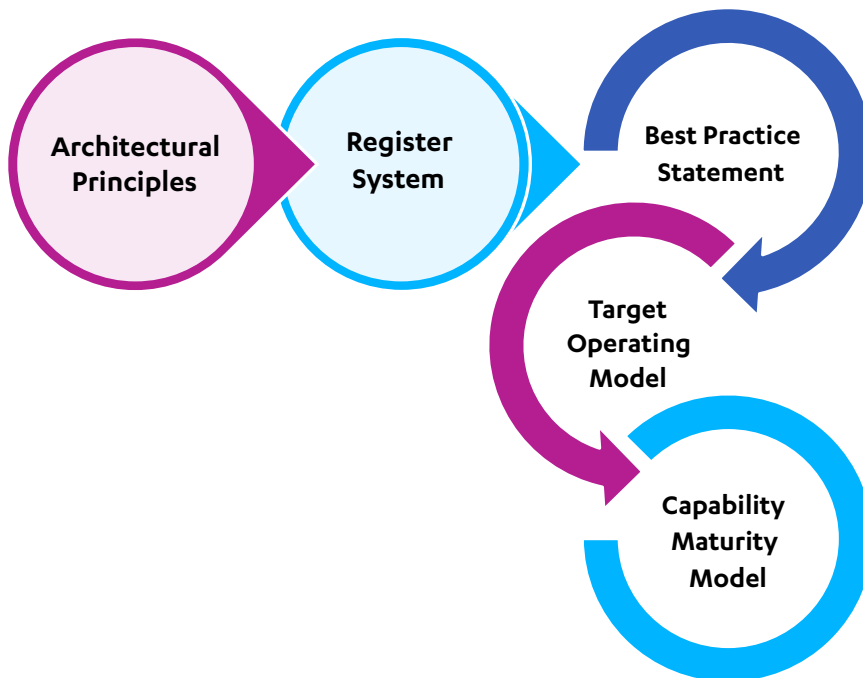 Architectural
Principles
Register
System
Best Practice
Statement
Target
Operating
Model
Capability
Maturity
Model